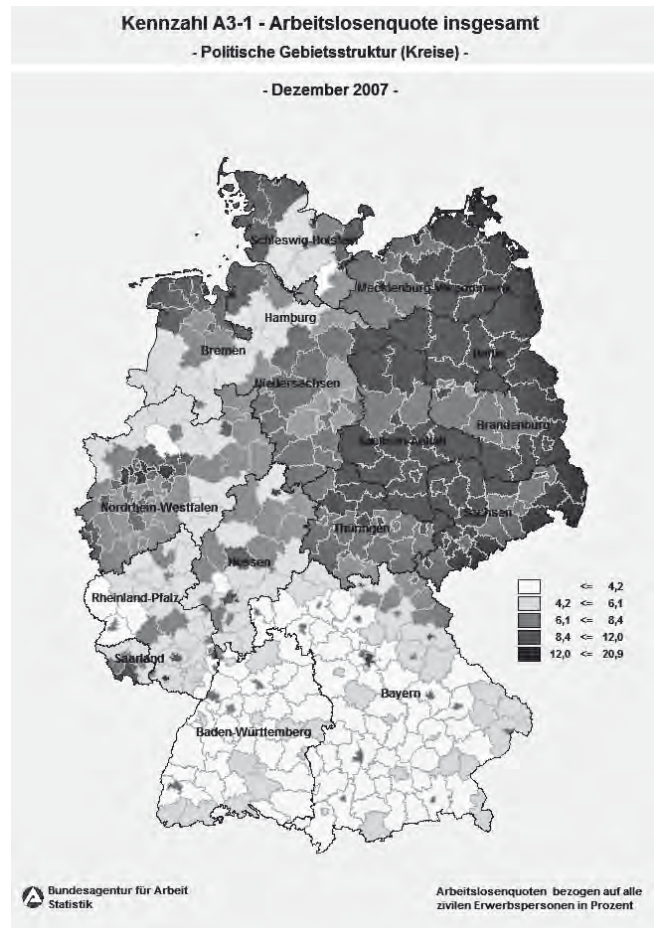 Kennzahl A3-1 - Arbeitslosenquote insgesamt
- Politische Gebietsstruktur (Kreise) -
- Dezember 2007 -
Schleswig-Holstein
Mecklenburg-Vorpommern
Hamburg
Bremen
Berlin
Niedersachsen
Brandenburg
Sachsen-Anhalt
Nordrhein-Westfalen
Sachsen
Thüringen
Hessen
Rheinland-Pfalz
Saarland
Bayern
Baden-Württemberg
<= 4,2
4,2 <= 6,1
6,1 <= 8,4
8,4 <= 12,0
12,0 <= 20,9
Bundesagentur für Arbeit
Statistik
Arbeitslosenquoten bezogen auf alle
zivilen Erwerbspersonen in Prozent